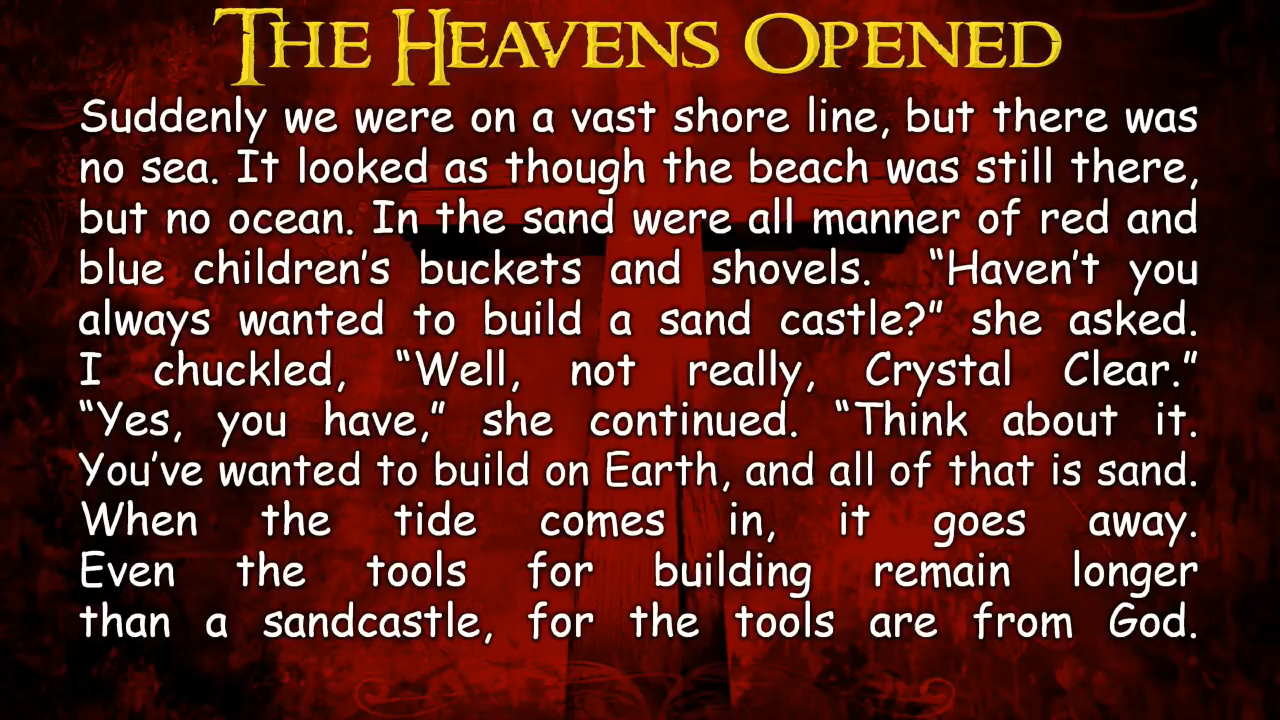 THE HEAVENS OPENED
Suddenly we were on a vast shore line, but there was
no sea. It looked as though the beach was still there,
but no ocean. In the sand were all manner of red and
blue children’s buckets and shovels. “Haven’t you
always wanted to build a sand castle?” she asked.
I chuckled, “Well, not really, Crystal Clear.”
“Yes, you have,” she continued. “Think about it.
You’ve wanted to build on Earth, and all of that is sand.
When the tide comes in, it goes away.
Even the tools for building remain longer
than a sandcastle, for the tools are from God.